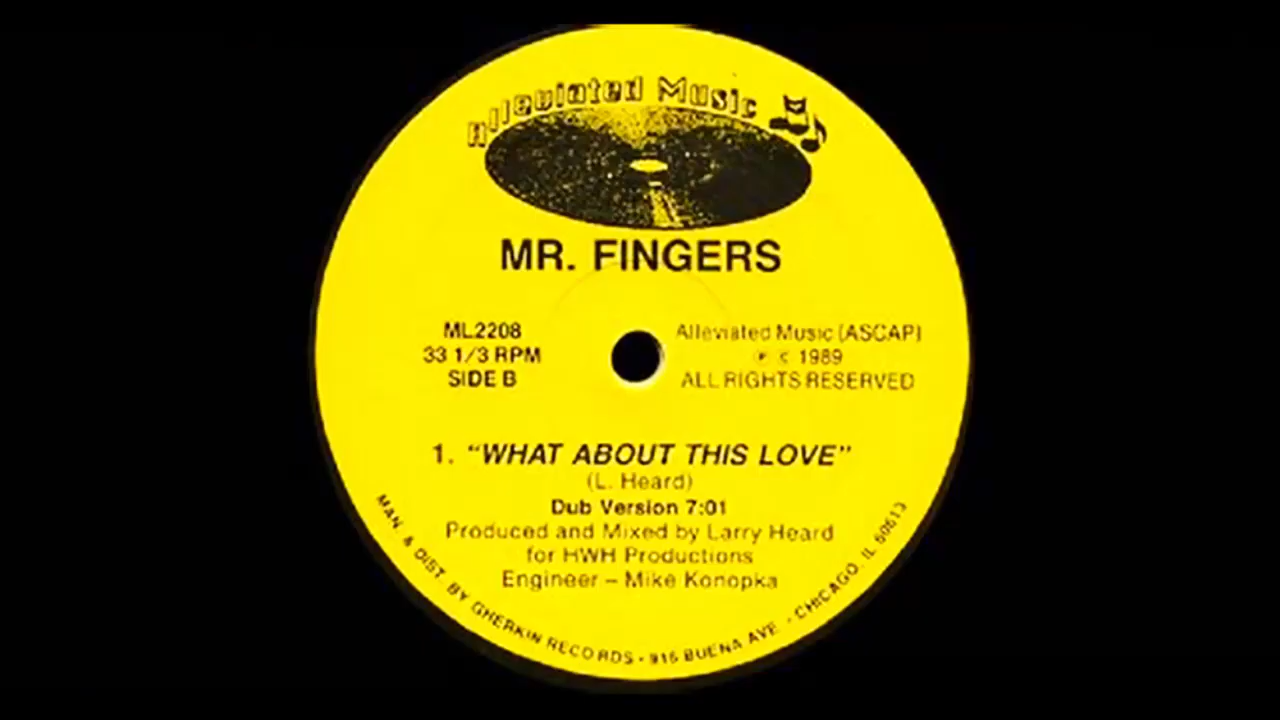 Alleviated Music
MR. FINGERS
ML2208
33 1/3 RPM
SIDE B
Alleviated Music (ASCAP)
℗ © 1989
ALL RIGHTS RESERVED
1. “WHAT ABOUT THIS LOVE”
(L. Heard)
Dub Version 7:01
Produced and Mixed by Larry Heard
for HWH Productions
Engineer – Mike Konopka
MAN. & DIST. BY GHERKIN RECORDS • 916 BUENA AVE. • CHICAGO, IL 60613